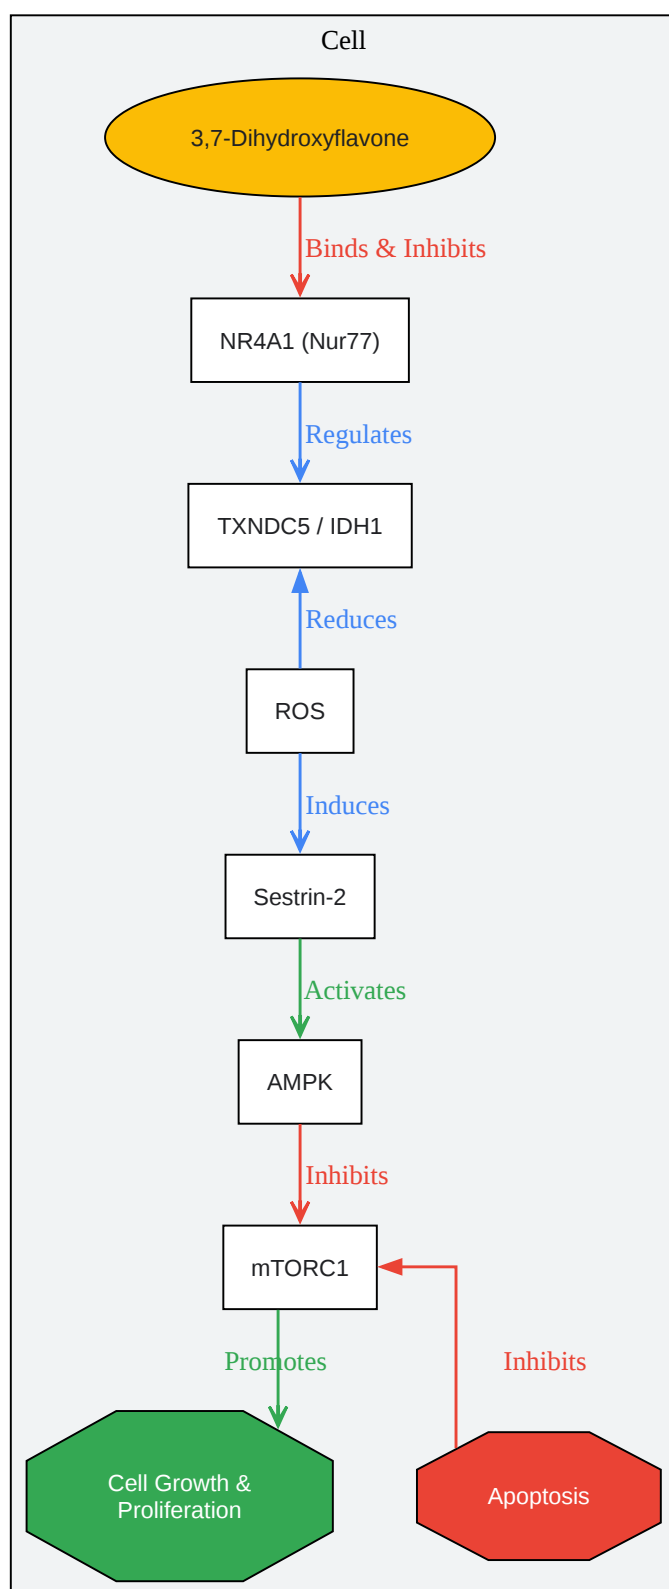 Cell
3,7-Dihydroxyflavone
Binds & Inhibits
NR4A1 (Nur77)
Regulates
TXNDC5 / IDH1
Reduces
ROS
Induces
Sestrin-2
Activates
AMPK
Inhibits
mTORC1
Promotes
Inhibits
Cell Growth &
Proliferation
Apoptosis